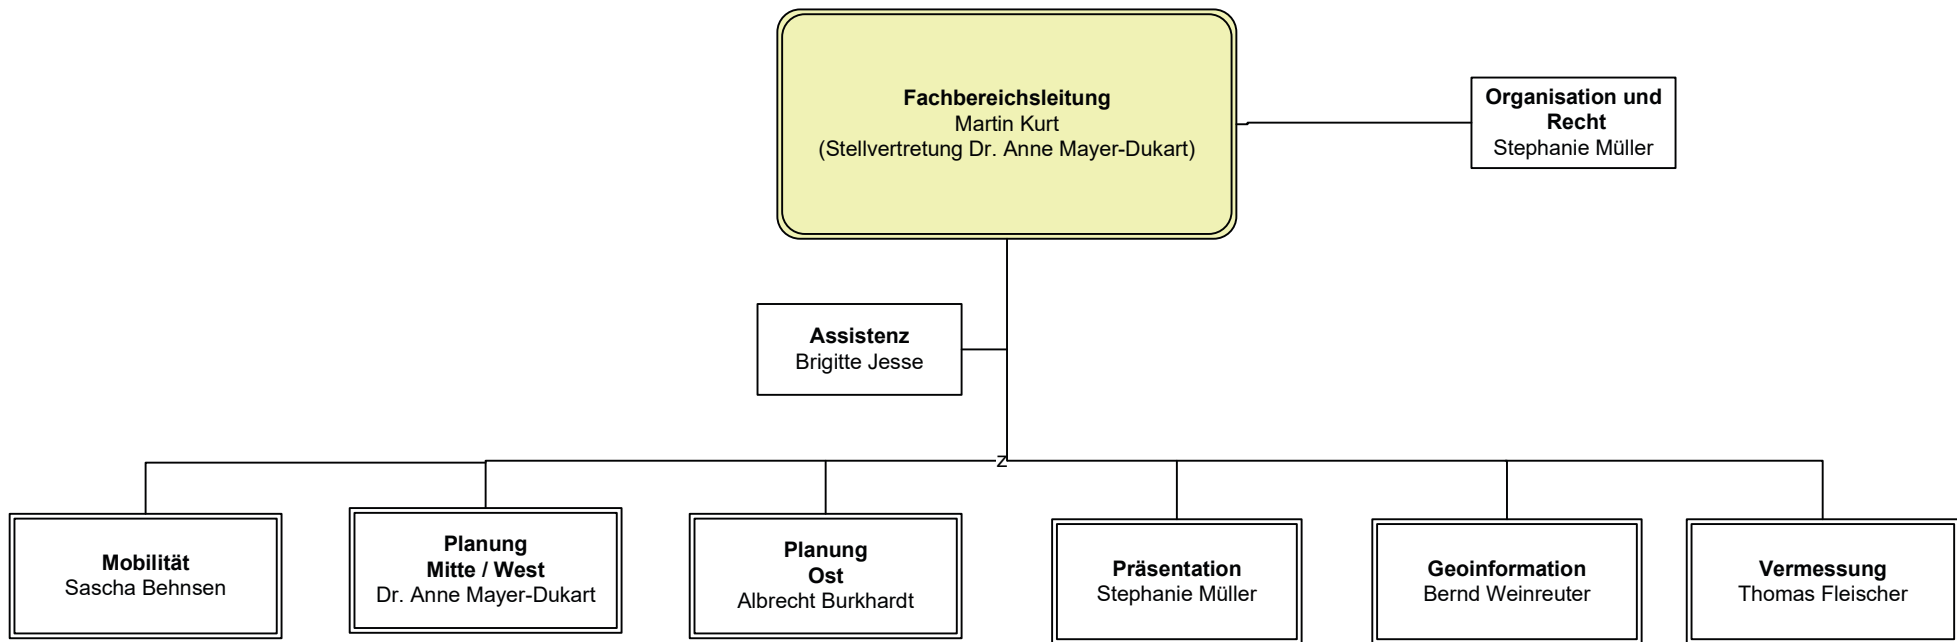 Fachbereichsleitung
Martin Kurt
(Stellvertretung Dr. Anne Mayer-Dukart)
Organisation und
Recht
Stephanie Müller
Assistenz
Brigitte Jesse
z
Mobilität
Sascha Behnsen
Planung
Mitte / West
Dr. Anne Mayer-Dukart
Planung
Ost
Albrecht Burkhardt
Präsentation
Stephanie Müller
Geoinformation
Bernd Weinreuter
Vermessung
Thomas Fleischer